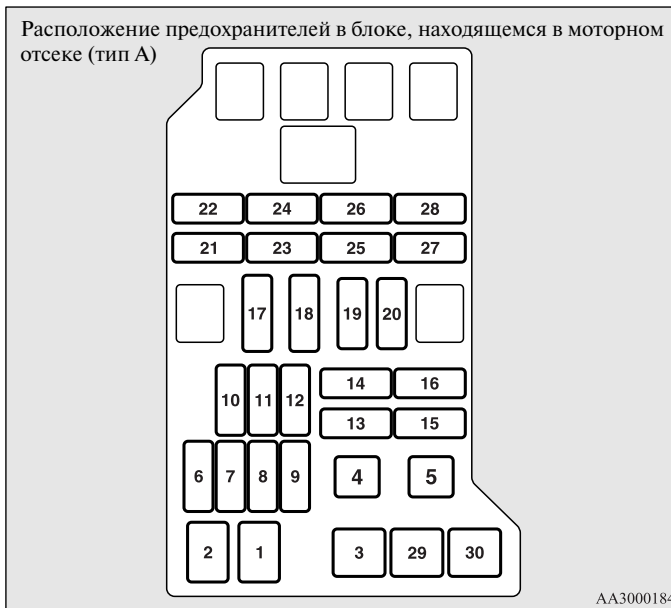 Расположение предохранителей в блоке, находящемся в моторном
отсеке (тип А)
22 24 26 28
21 23 25 27
17 18 19 20
10 11 12 14 16
13 15
6 7 8 9 4 5
2 1 3 29 30
AA3000184